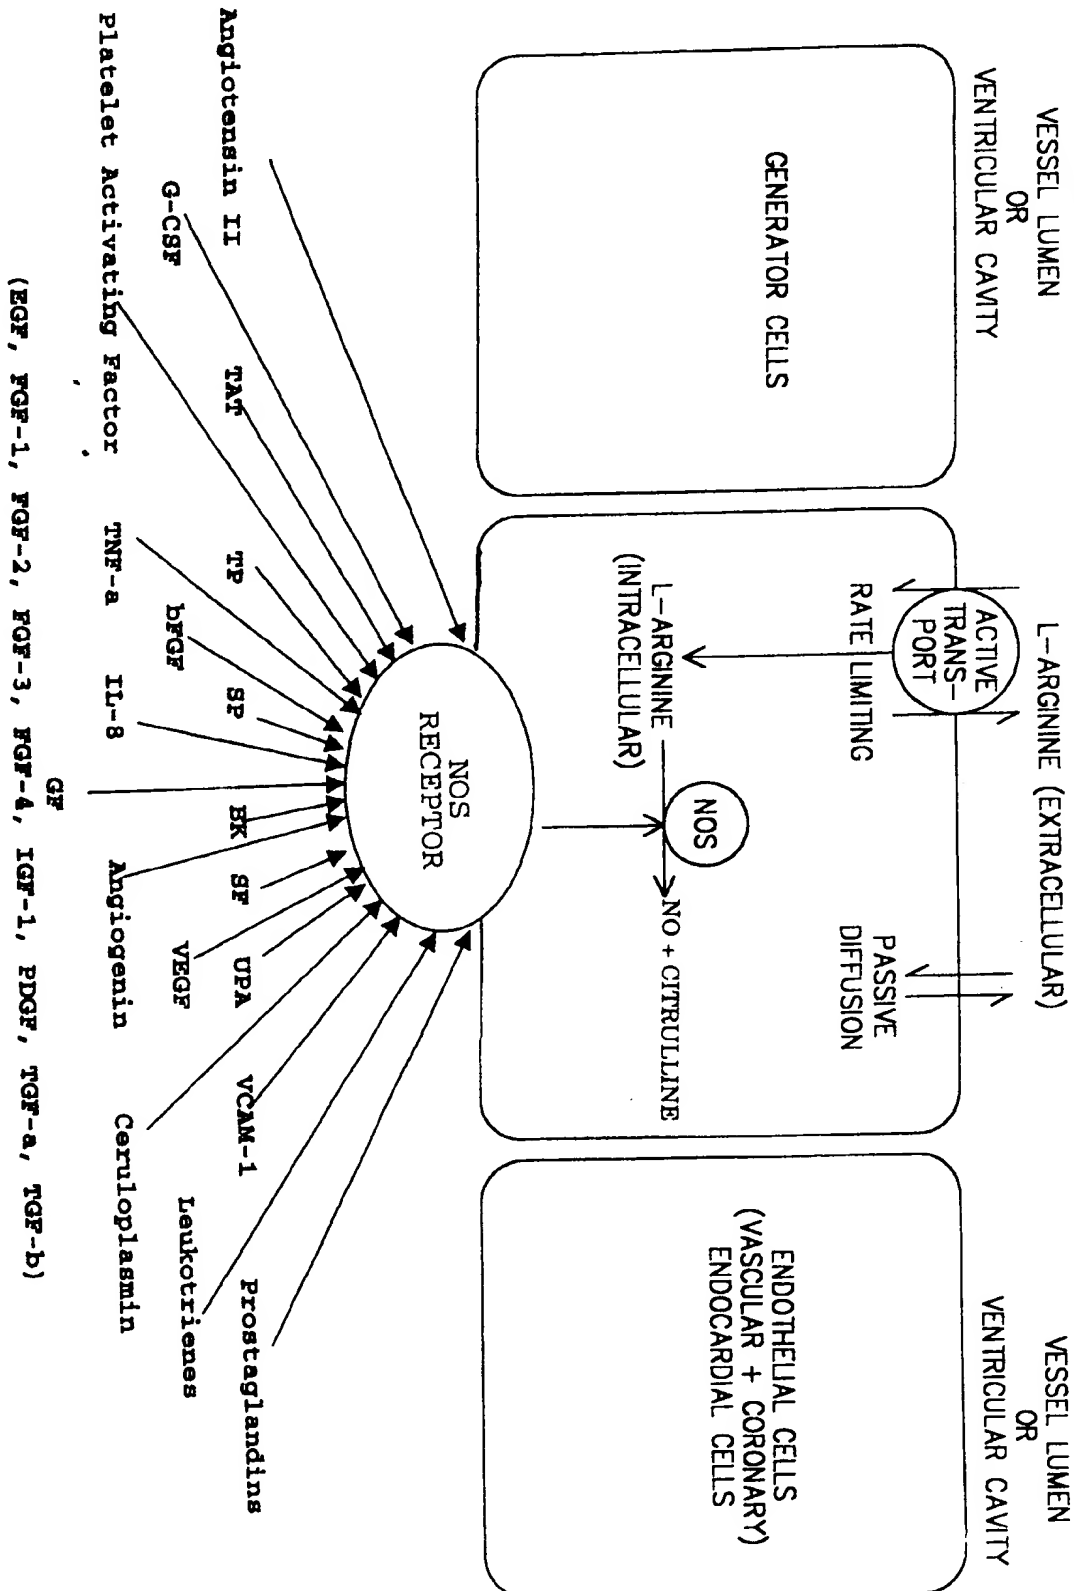 VESSEL LUMEN
OR
VENTRICULAR CAVITY
L-ARGININE (EXTRACELLULAR)
VESSEL LUMEN
OR
VENTRICULAR CAVITY
ACTIVE
TRANS-
PORT
RATE LIMITING
PASSIVE
DIFFUSION
GENERATOR CELLS
L-ARGININE
(INTRACELLULAR)
NOS
NO + CITRULLINE
ENDOTHELIAL CELLS
(VASCULAR + CORONARY)
ENDOCARDIAL CELLS
NOS
RECEPTOR
Angiotensin II
G-CSF
Platelet Activating Factor
TAT
TNF-a
TP
bFGF
IL-8
SP
GF
BK
Angiogenin
SF
VEGF
UPA
Ceruloplasmin
VCAM-1
Leukotrienes
Prostaglandins
(EGF, FGF-1, FGF-2, FGF-3, FGF-4, IGF-1, PDGF, TGF-a, TGF-b)